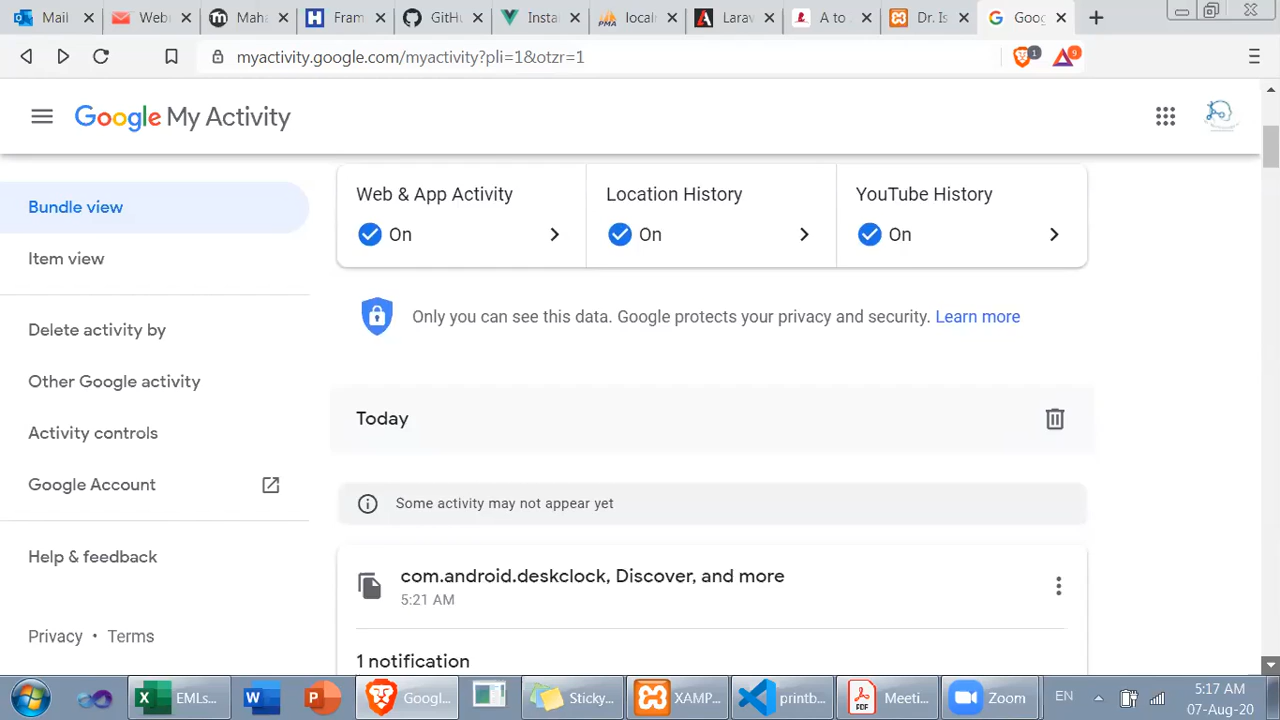 Mail
Web
Mah
Fram
GitH
Insta
local
Lara
A to
Dr. Is
Goog
myactivity.google.com/myactivity?pli=1&otzr=1
1
9
Google My Activity
Bundle view
Item view
Delete activity by
Other Google activity
Activity controls
Google Account
Help & feedback
Privacy • Terms
Web & App Activity
On
Location History
On
YouTube History
On
Only you can see this data. Google protects your privacy and security. Learn more
Today
Some activity may not appear yet
com.android.deskclock, Discover, and more
5:21 AM
1 notification
EMLs...
Googl...
Sticky...
XAMP...
printb...
Meeti...
Zoom
EN
5:17 AM
07-Aug-20